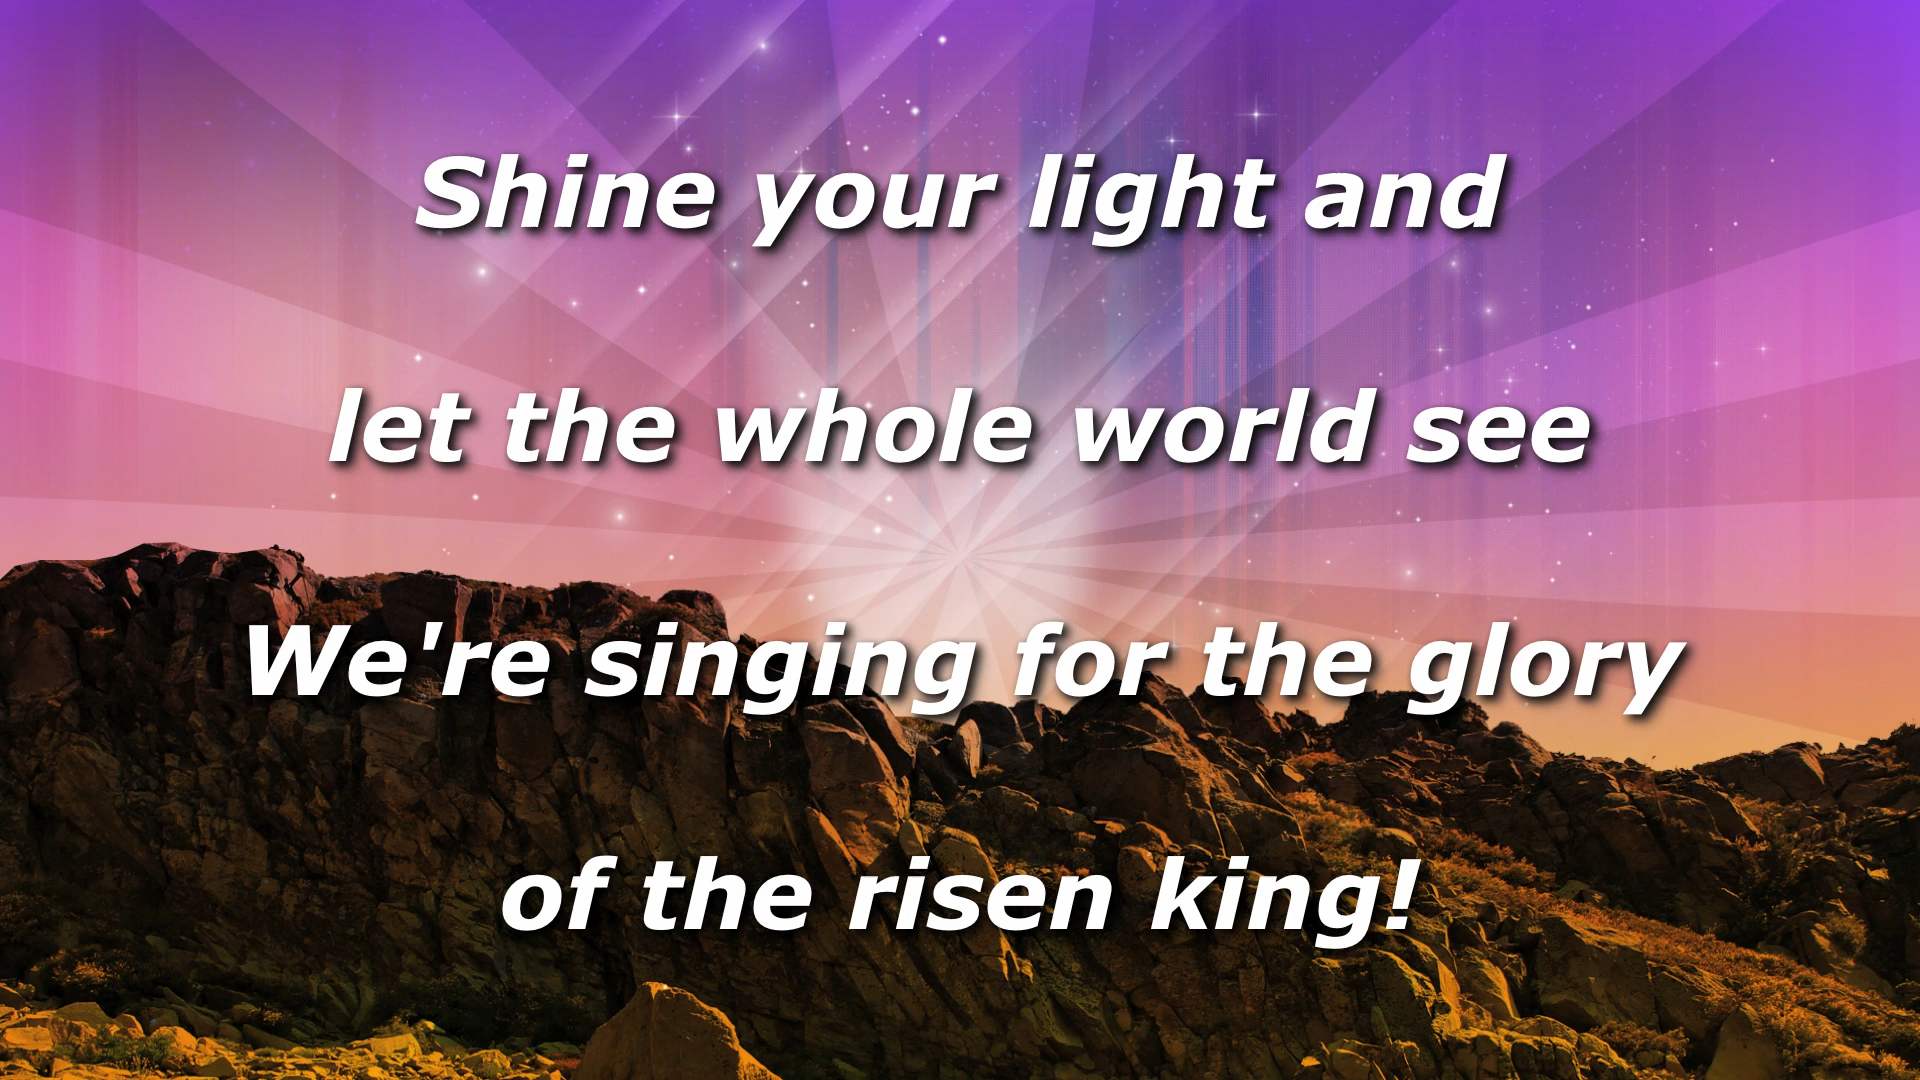 Shine your light and
let the whole world see
We're singing for the glory
of the risen king!